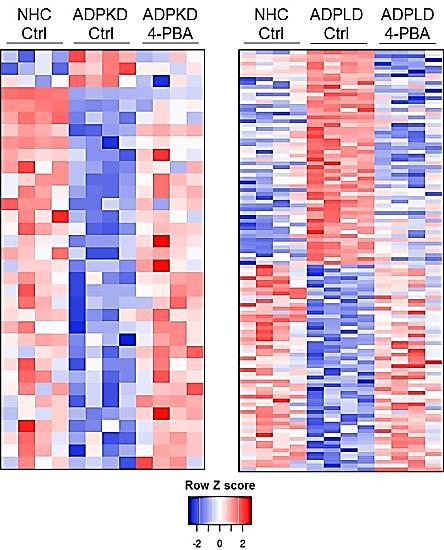 NHC ADPKD ADPKD
Ctrl Ctrl 4-PBA
NHC ADPLD ADPLD
Ctrl Ctrl 4-PBA
Row Z score
-2 0 2